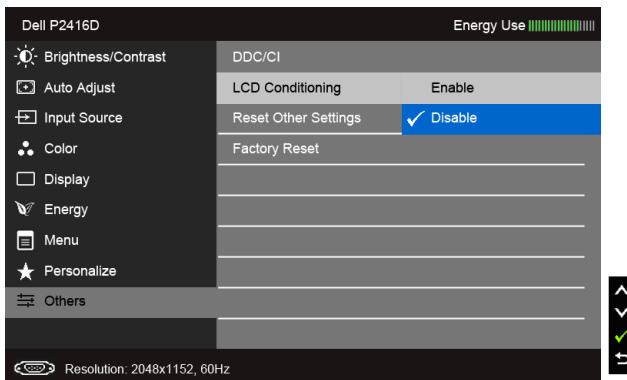 Dell P2416D
Energy Use
Brightness/Contrast
DDC/CI
Auto Adjust
LCD Conditioning
Enable
Input Source
Reset Other Settings
Disable
Color
Factory Reset
Display
Energy
Menu
Personalize
Others
Resolution: 2048x1152, 60Hz